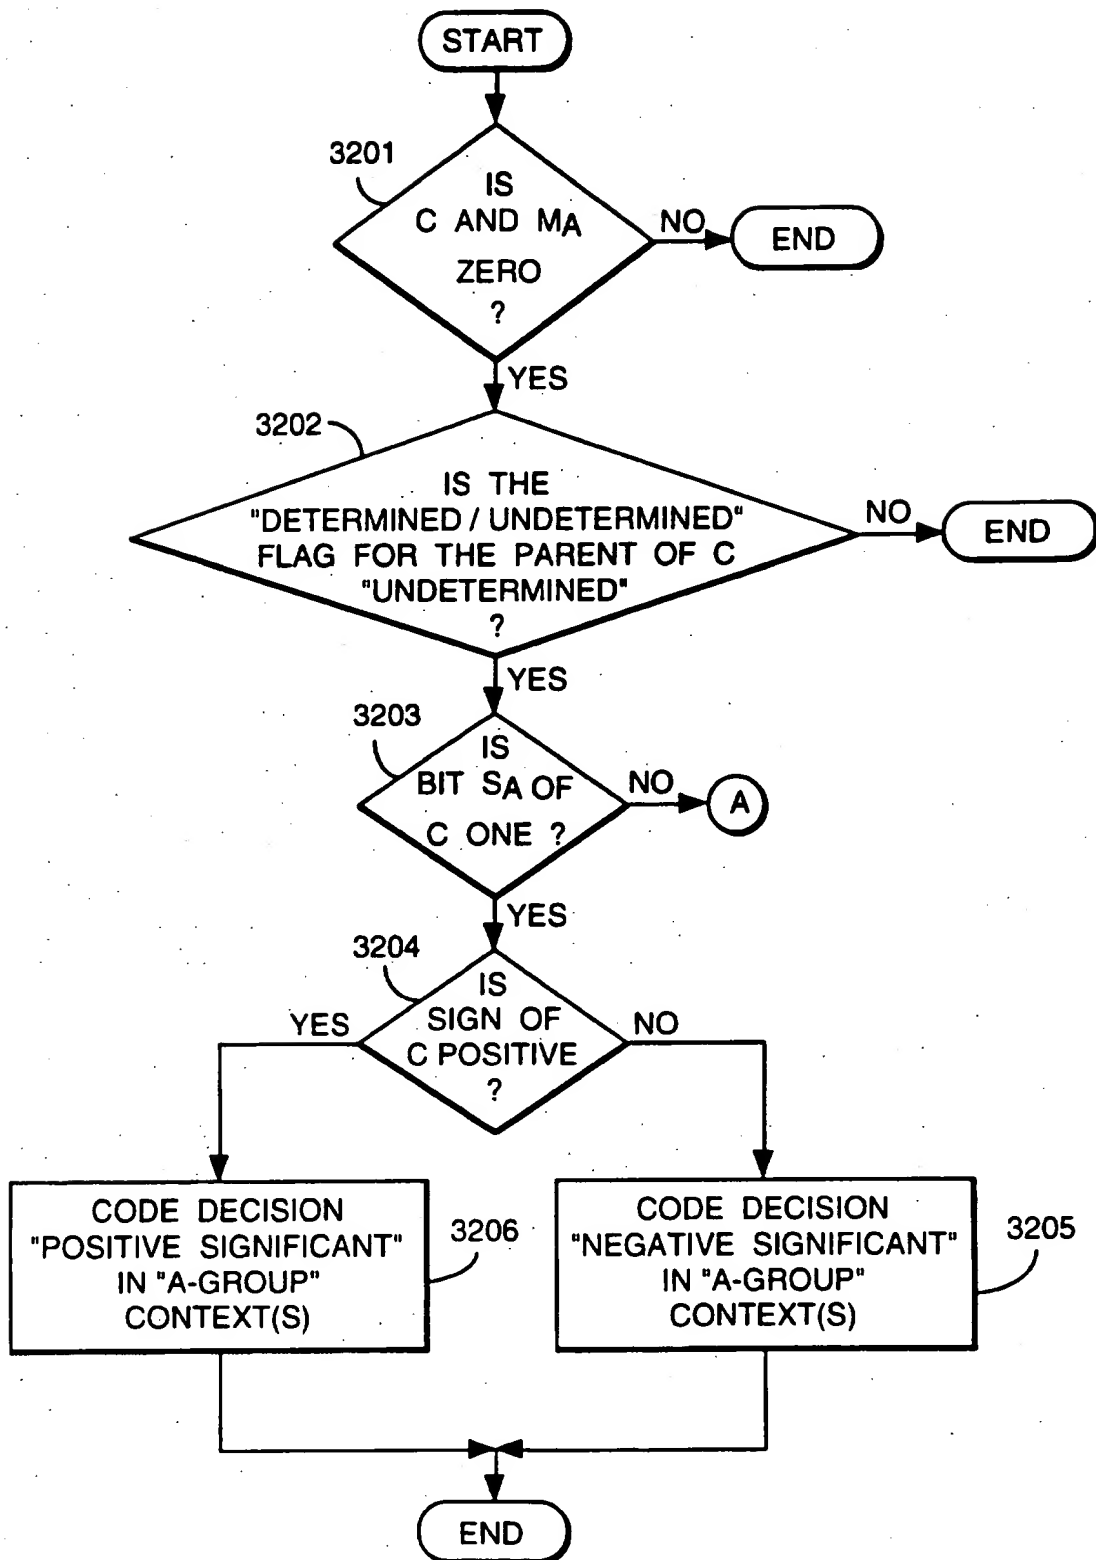 START
3201
IS
C AND MA
ZERO
?
NO
END
YES
3202
IS THE
"DETERMINED / UNDETERMINED"
FLAG FOR THE PARENT OF C
"UNDETERMINED"
?
NO
END
YES
3203
IS
BIT SA OF
C ONE ?
NO
A
YES
3204
IS
SIGN OF
C POSITIVE
?
YES
NO
CODE DECISION
"POSITIVE SIGNIFICANT"
IN "A-GROUP"
CONTEXT(S)
3206
CODE DECISION
"NEGATIVE SIGNIFICANT"
IN "A-GROUP"
CONTEXT(S)
3205
END